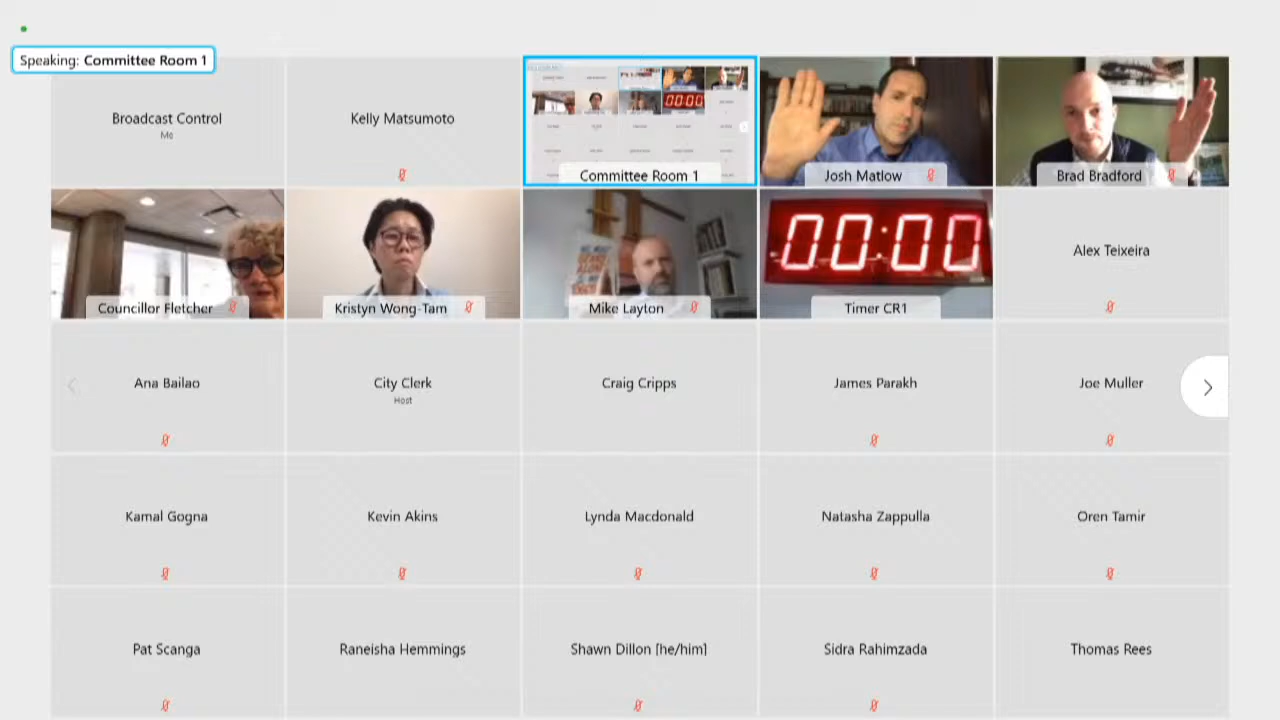 Speaking: Committee Room 1
Broadcast Control
Me
Kelly Matsumoto
Committee Room 1
Josh Matlow
Brad Bradford
00:00
Councillor Fletcher
Kristyn Wong-Tam
Mike Layton
00:00
Timer CR1
Alex Teixeira
Ana Bailao
City Clerk
Host
Craig Cripps
James Parakh
Joe Muller
Kamal Gogna
Kevin Akins
Lynda Macdonald
Natasha Zappulla
Oren Tamir
Pat Scanga
Raneisha Hemmings
Shawn Dillon [he/him]
Sidra Rahimzada
Thomas Rees